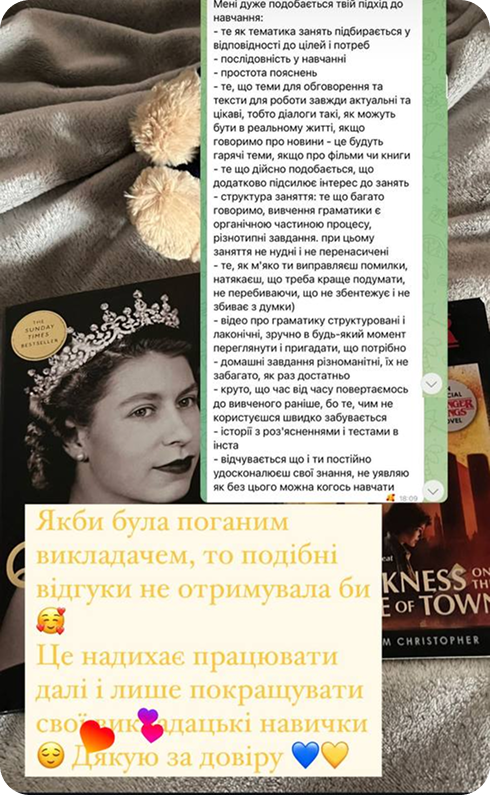 Мені дуже подобається твій підхід до
навчання:
- те як тематика занять підбирається у
відповідності до цілей і потреб
- послідовність у навчанні
- простота пояснень
- те, що теми для обговорення та
тексти для роботи завжди актуальні та
цікаві, тобто діалоги такі, як можуть
бути в реальному житті, якщо
говоримо про новини - це будуть
гарячі теми, якщо про фільми чи книги
- те що дійсно подобається, що
додатково підсилює інтерес до занять
- структура заняття: те що багато
говоримо, вивчення граматики є
органічною частиною процесу,
різнотипні завдання. при цьому
заняття не нудні і не перенасичені
- те, як м'яко ти виправляєш помилки,
натякаєш, що треба краще подумати,
не перебиваючи, що не збентежує і не
збиває з думки)
- відео про граматику структуровані і
лаконічні, зручно в будь-який момент
переглянути і пригадати, що потрібно
- домашні завдання різноманітні, їх не
забагато, як раз достатньо
- круто, що час від часу повертаємось
до вивченого раніше, бо те, чим не
користуєшся швидко забувається
- історії з роз'ясненнями і тестами в
інста
- відчувається що і ти постійно
удосконалюєш свої знання, не уявляю
як без цього можна когось навчати
🥰 18:09
THE
SUNDAY
TIMES
BESTSELLER
NOVEL
KNESS ON
THE
E OF TOWN
M CHRISTOPHER
Якби була поганим
викладачем, то подібні
відгуки не отримувала би
🥰
Це надихає працювати
далі і лише покращувати
свої викладацькі навички
😌 Дякую за довіру 💙💛